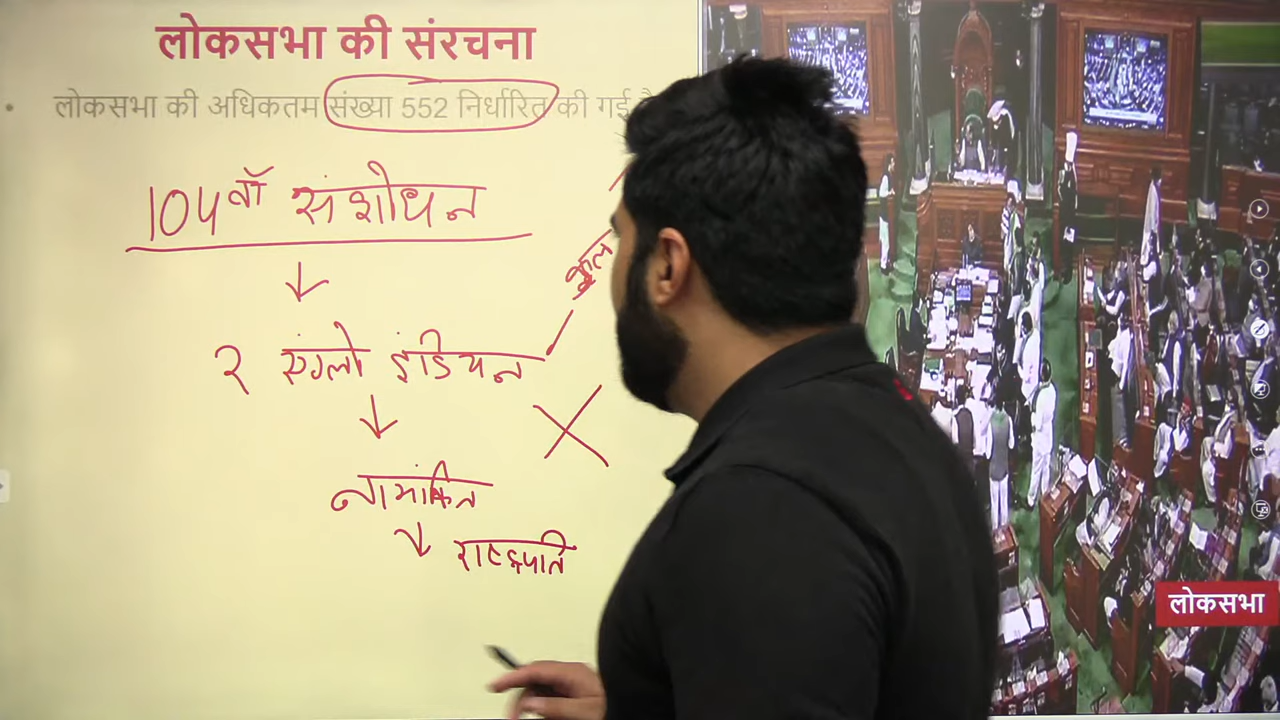 लोकसभा की संरचना
• लोकसभा की अधिकतम संख्या 552 निर्धारित की गई है
104वाँ संशोधन
कुल
2 एंग्लो इंडियन
नामांकित
राष्ट्रपति
लोकसभा